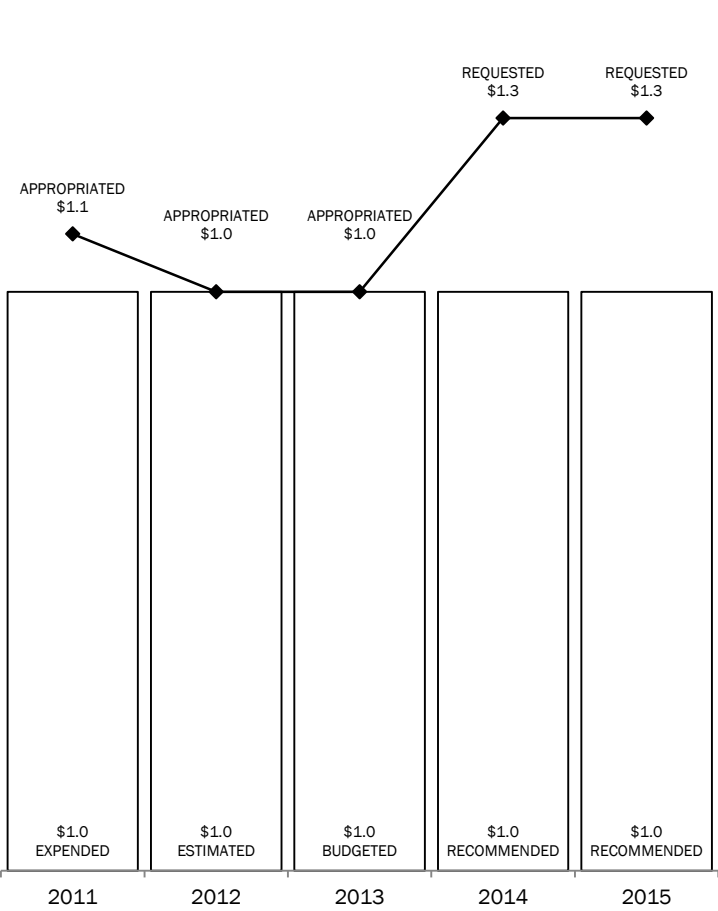 REQUESTED
$1.3
REQUESTED
$1.3
APPROPRIATED
$1.1
APPROPRIATED
$1.0
APPROPRIATED
$1.0
$1.0
EXPENDED
$1.0
ESTIMATED
$1.0
BUDGETED
$1.0
RECOMMENDED
$1.0
RECOMMENDED
2011
2012
2013
2014
2015